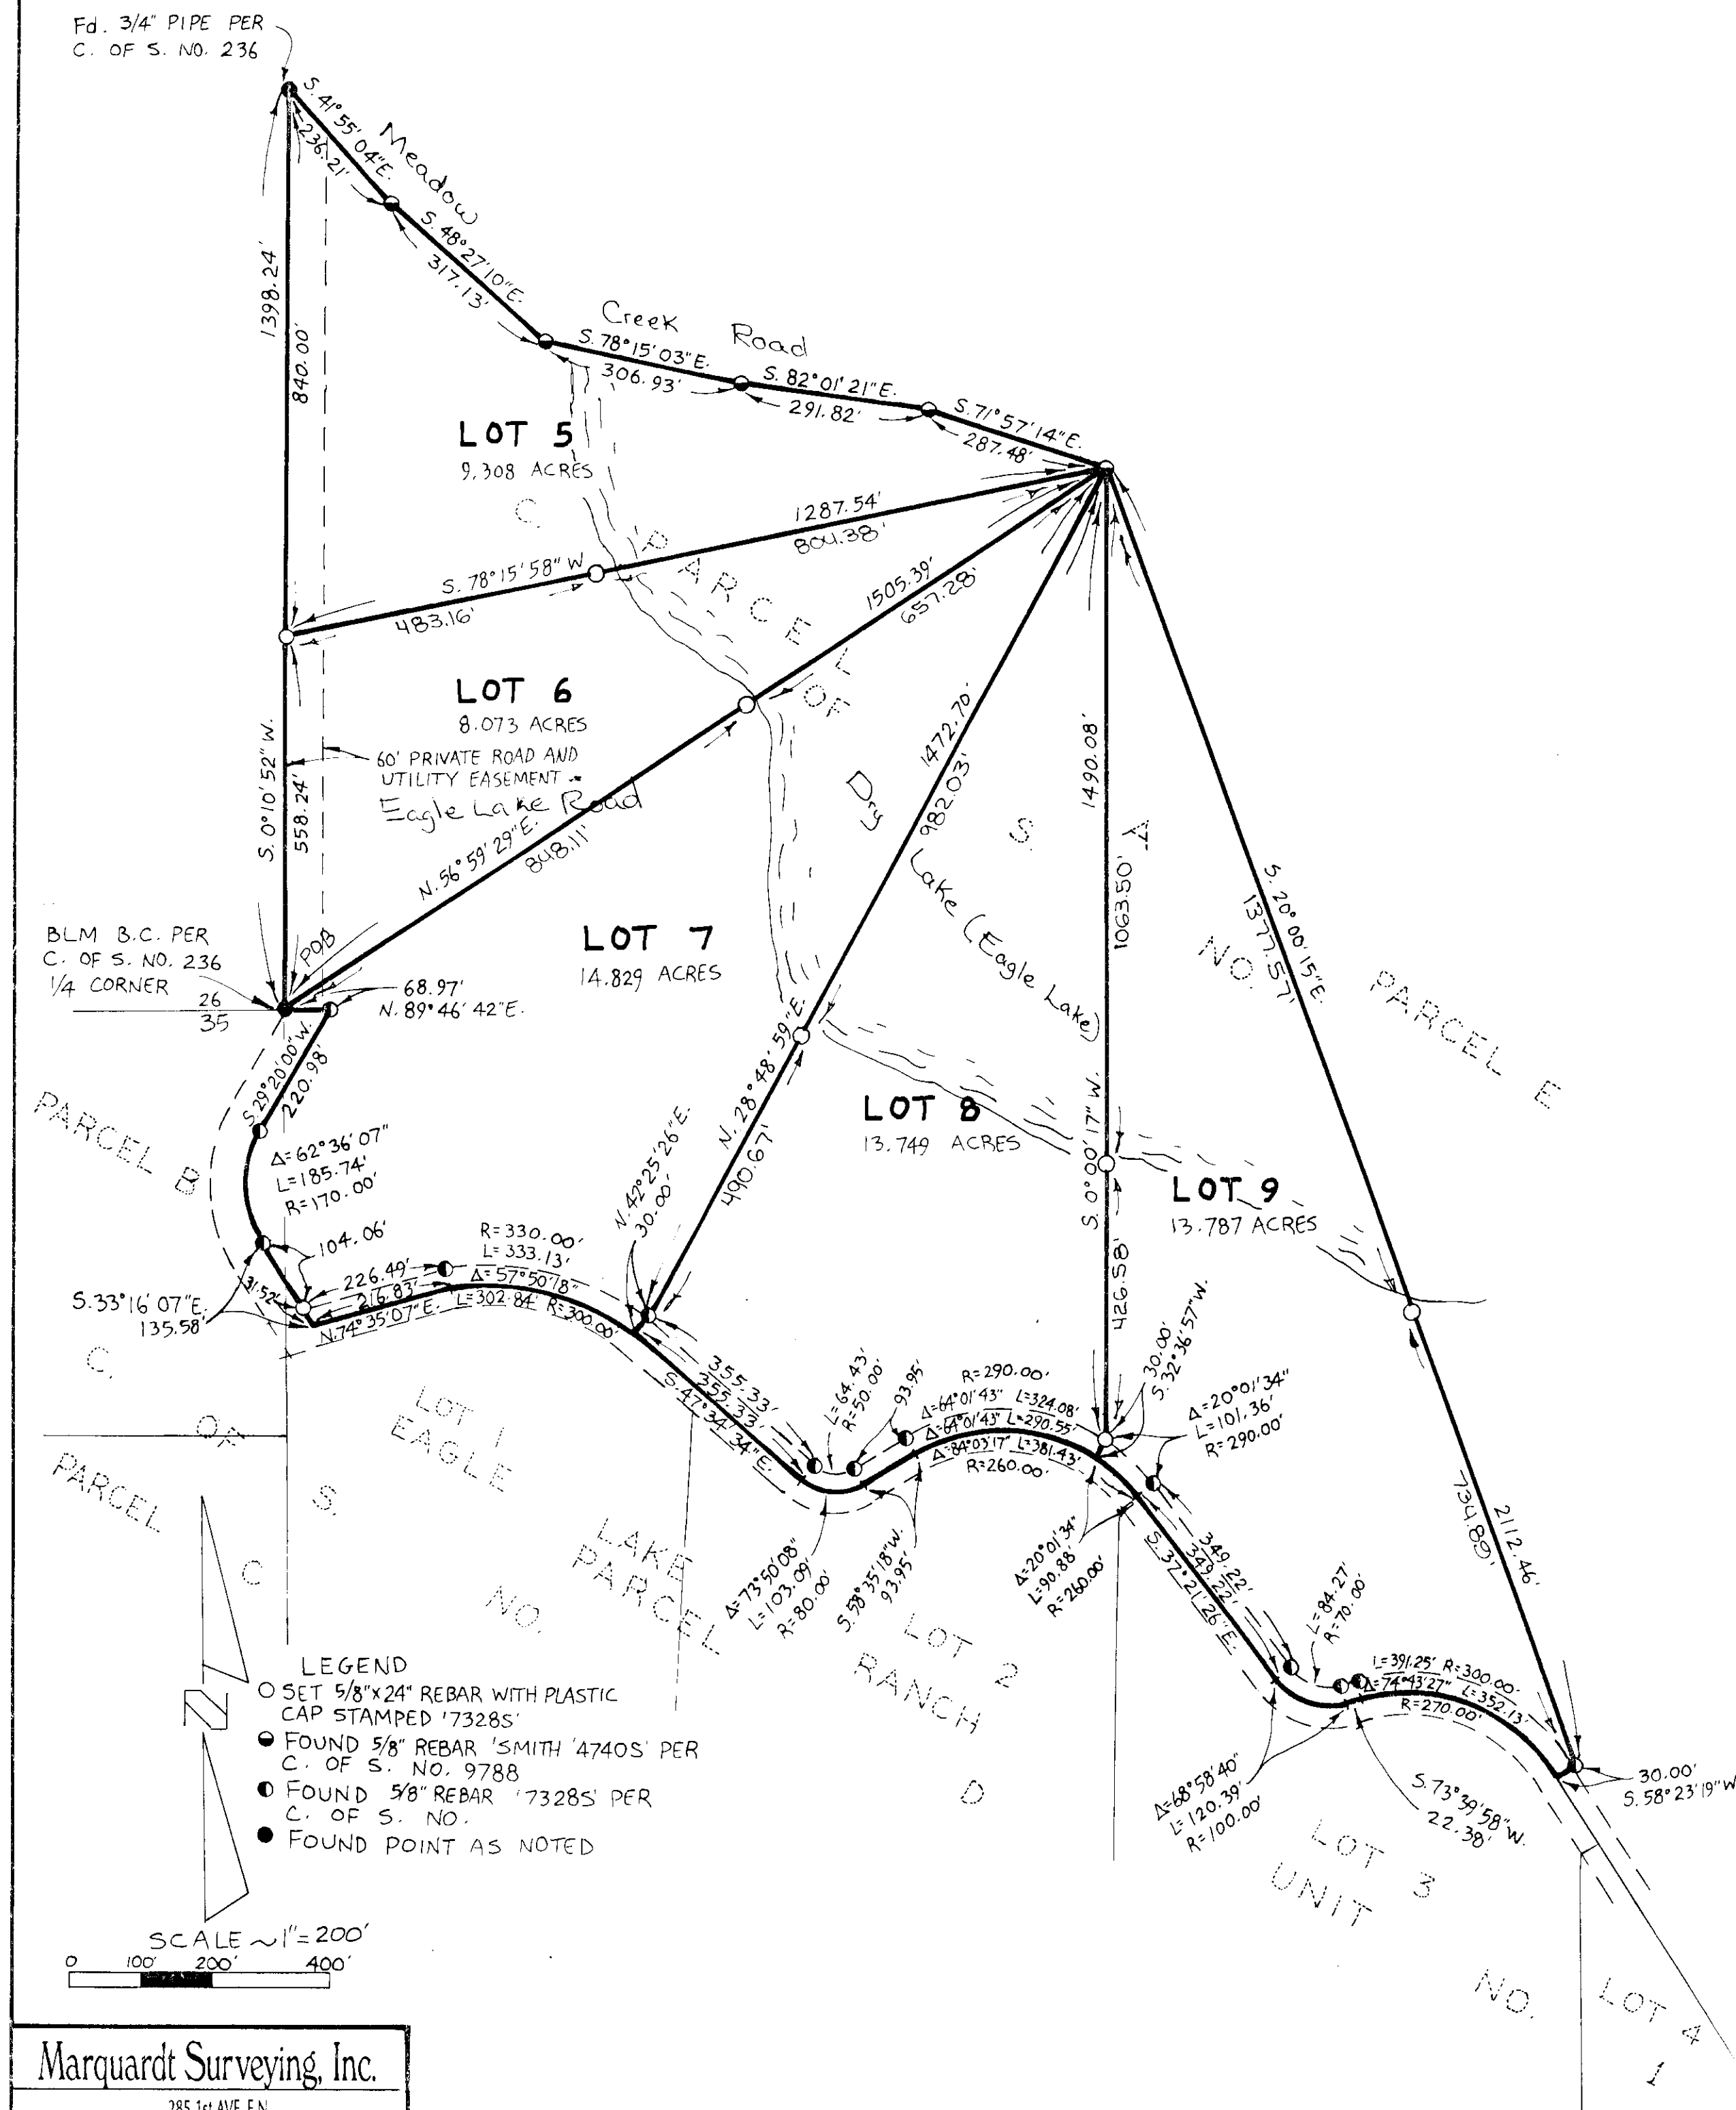 Fd. 3/4" PIPE PER
C. OF S. NO. 236
S. 41°55'04"E.
236.21'
Meadow
S. 48°27'10"E.
317.13'
Creek Road
S. 78°15'03"E.
306.93'
S. 82°01'21"E.
291.82'
S. 71°57'14"E.
287.48'
1398.24'
840.00'
LOT 5
9.308 ACRES
C.
PARCEL
OF
S.
A
NO.
1287.54'
804.38'
S. 78°15'58" W
483.16'
1505.39'
657.28'
LOT 6
8.073 ACRES
60' PRIVATE ROAD AND
UTILITY EASEMENT
Eagle Lake Road
S. 0°10'52" W.
558.24'
N. 56°59'29"E.
848.11'
1472.70'
982.03'
Dry
Lake (Eagle Lake)
1490.08'
1063.50'
S. 20°00'15"E.
1377.57'
PARCEL E
BLM B.C. PER
C. OF S. NO. 236
1/4 CORNER
26
35
POB
68.97'
N. 89°46'42"E.
LOT 7
14.829 ACRES
S. 29°20'00"W.
220.98'
PARCEL B
Δ=62°36'07"
L=185.74'
R=170.00'
N. 28°48'59"E.
490.67'
N. 42°25'26"E.
30.00'
LOT 8
13.749 ACRES
S. 0°00'17" W.
426.58'
LOT 9
13.787 ACRES
104.06'
31.52'
S. 33°16'07"E.
135.58'
226.49'
216.83'
N. 74°35'07"E.
R=330.00'
L=333.13'
Δ=57°50'18"
L=302.84' R=300.00'
355.33'
355.33'
S. 47°34'34"E.
L=64.43'
R=50.00'
93.95'
R=290.00'
Δ=64°01'43" L=324.08'
Δ=64°01'43" L=290.55'
Δ=84°03'17" L=381.43'
R=260.00'
30.00'
S. 32°36'57"W.
Δ=20°01'34"
L=101.36'
R=290.00'
Δ=73°50'08"
L=103.09'
R=80.00'
S. 58°35'18"W.
93.95'
Δ=20°01'34"
L=90.88'
R=260.00'
349.22'
349.22'
S. 37°21'26"E.
734.89'
2112.46'
L=84.27'
R=70.00'
L=391.25' R=300.00'
Δ=74°43'27" L=352.13'
R=270.00'
Δ=68°58'40"
L=120.39'
R=100.00'
S. 73°39'58"W.
22.38'
30.00'
S. 58°23'19"W
C.
OF
S.
NO.
PARCEL
C
LOT 1
EAGLE
LAKE
PARCEL
LOT 2
RANCH
D
LOT 3
UNIT
NO.
LOT 4
1
N
LEGEND
SET 5/8"x24" REBAR WITH PLASTIC
CAP STAMPED '7328S'
FOUND 5/8" REBAR 'SMITH '4740S' PER
C. OF S. NO. 9788
FOUND 5/8" REBAR '7328S' PER
C. OF S. NO.
FOUND POINT AS NOTED
SCALE ~ 1"=200'
0 100' 200' 400'
Marquardt Surveying, Inc.
285 1st AVE. E.N.